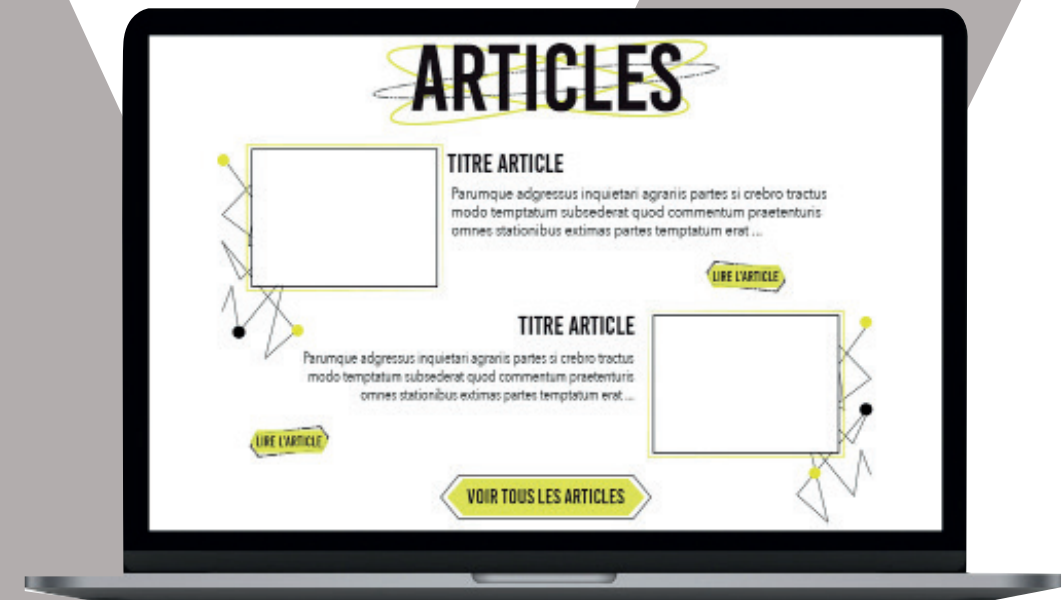 ARTICLES
TITRE ARTICLE
Parumque adgressus inquietari agrariis partes si crebro tractus
modo temptatum subsederat quod commentum praetenturis
omnes stationibus extimas partes temptatum erat ...
LIRE L'ARTICLE
TITRE ARTICLE
Parumque adgressus inquietari agrariis partes si crebro tractus
modo temptatum subsederat quod commentum praetenturis
omnes stationibus extimas partes temptatum erat ...
LIRE L'ARTICLE
VOIR TOUS LES ARTICLES